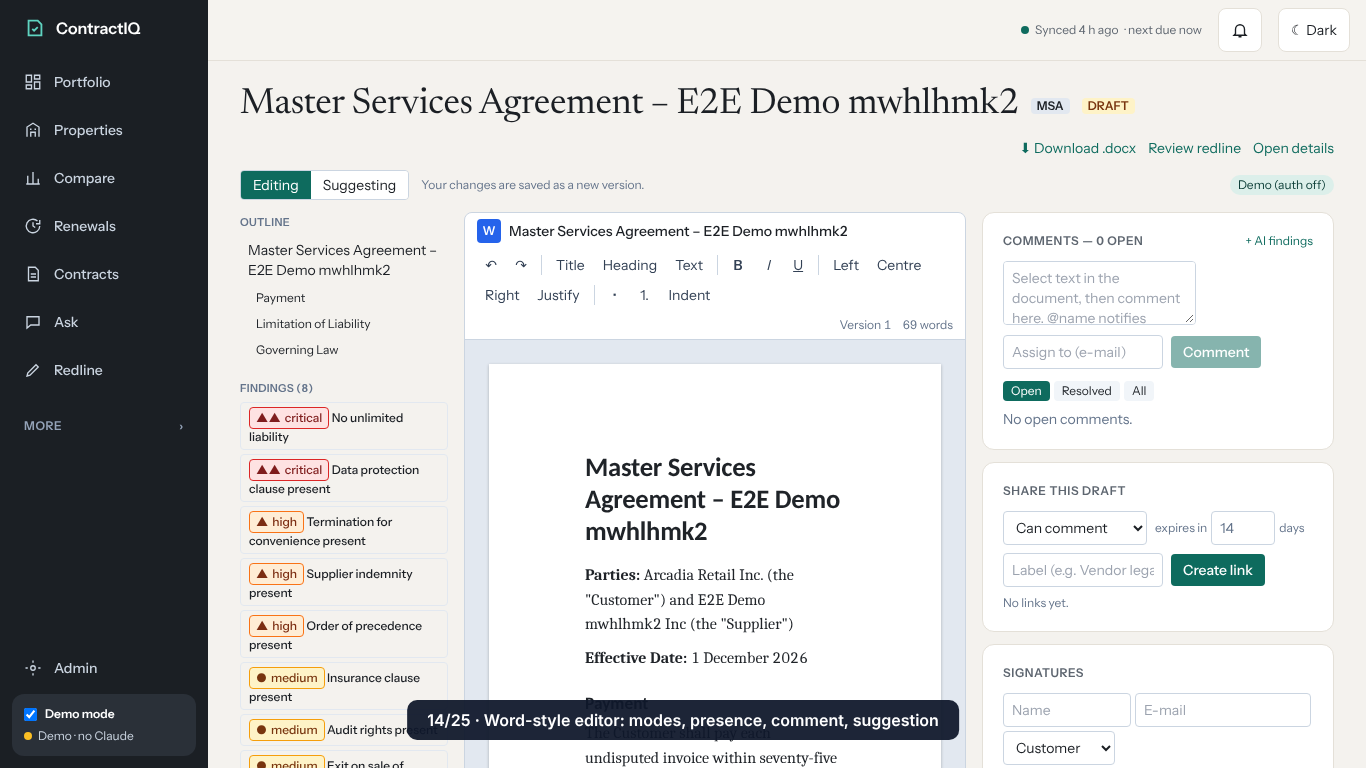 ContractIQ
Portfolio
Properties
Compare
Renewals
Contracts
Ask
Redline
MORE
Admin
Demo mode
Demo · no Claude
Synced 4 h ago · next due now
Dark
Master Services Agreement – E2E Demo mwhlhmk2 MSA DRAFT
Download .docx Review redline Open details
Editing Suggesting Your changes are saved as a new version. Demo (auth off)
OUTLINE
Master Services Agreement –
E2E Demo mwhlhmk2
Payment
Limitation of Liability
Governing Law
FINDINGS (8)
▲▲ critical No unlimited
liability
▲▲ critical Data protection
clause present
▲ high Termination for
convenience present
▲ high Supplier indemnity
present
▲ high Order of precedence
present
● medium Insurance clause
present
● medium Audit rights
● medium Exit on sale of
W Master Services Agreement – E2E Demo mwhlhmk2
↶ ↷ Title Heading Text B I U Left Centre
Right Justify · 1. Indent
Version 1 69 words
Master Services
Agreement – E2E Demo
mwhlhmk2
Parties: Arcadia Retail Inc. (the
"Customer") and E2E Demo
mwhlhmk2 Inc (the "Supplier")
Effective Date: 1 December 2026
Payment
The Customer shall pay each
undisputed invoice within seventy-five
14/25 · Word-style editor: modes, presence, comment, suggestion
COMMENTS — 0 OPEN + AI findings
Select text in the
document, then comment
here. @name notifies
Assign to (e-mail) Comment
Open Resolved All
No open comments.
SHARE THIS DRAFT
Can comment expires in 14 days
Label (e.g. Vendor lega Create link
No links yet.
SIGNATURES
Name E-mail
Customer